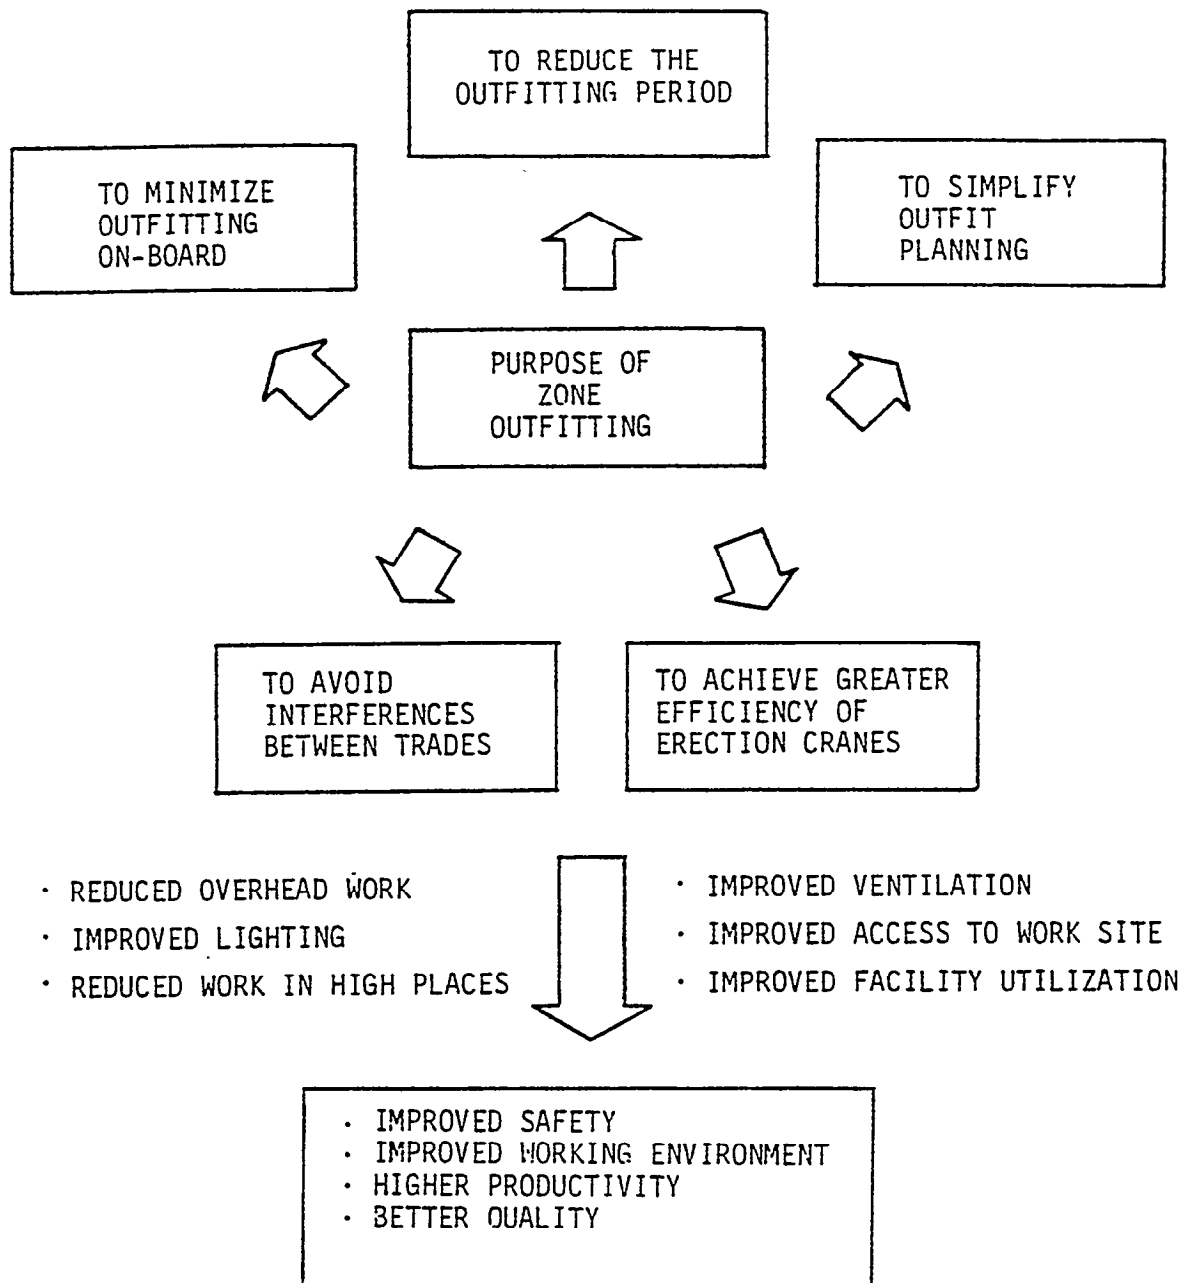 TO REDUCE THE
OUTFITTING PERIOD
TO MINIMIZE
OUTFITTING
ON-BOARD
TO SIMPLIFY
OUTFIT
PLANNING
PURPOSE OF
ZONE
OUTFITTING
TO AVOID
INTERFERENCES
BETWEEN TRADES
TO ACHIEVE GREATER
EFFICIENCY OF
ERECTION CRANES
· REDUCED OVERHEAD WORK
· IMPROVED LIGHTING
· REDUCED WORK IN HIGH PLACES
· IMPROVED VENTILATION
· IMPROVED ACCESS TO WORK SITE
· IMPROVED FACILITY UTILIZATION
· IMPROVED SAFETY
· IMPROVED WORKING ENVIRONMENT
· HIGHER PRODUCTIVITY
· BETTER QUALITY